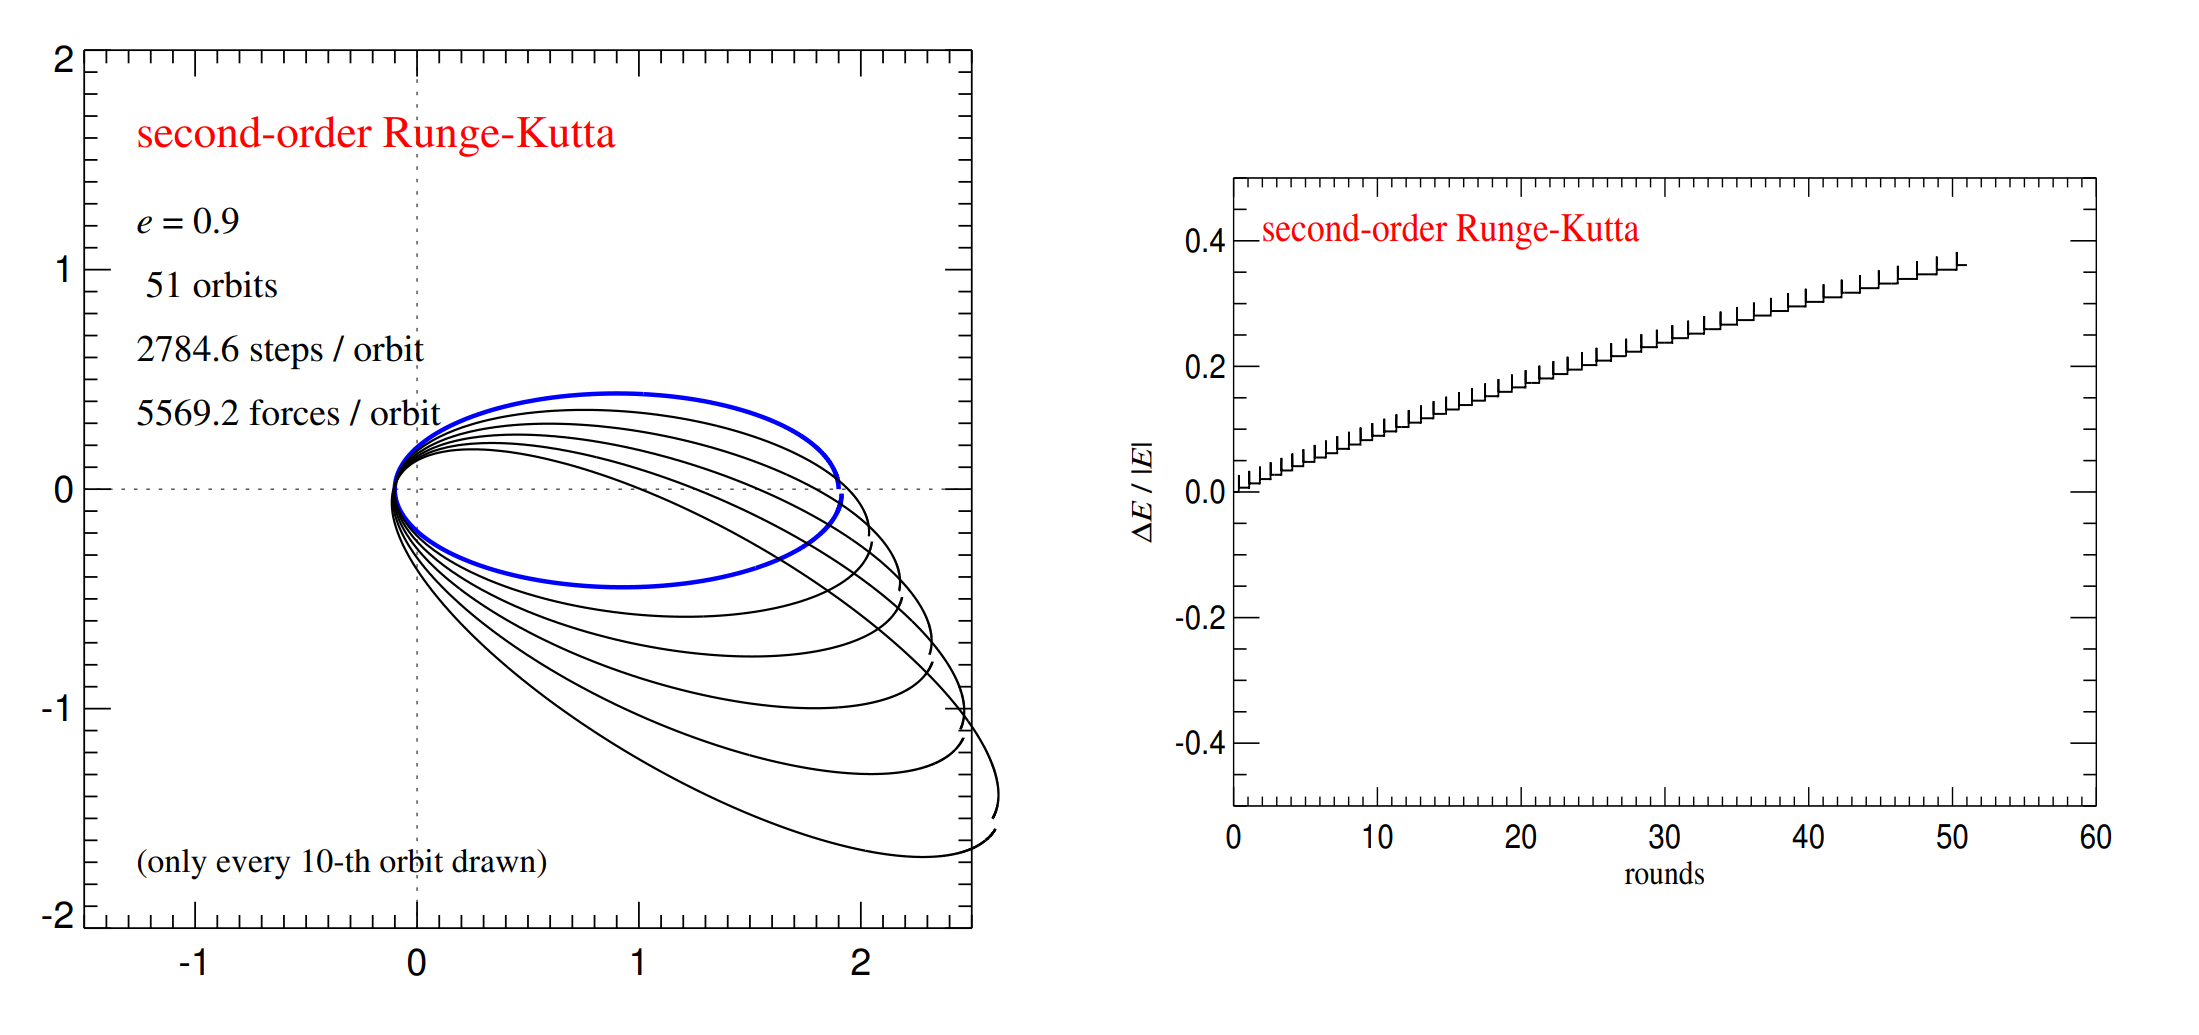 2
second-order Runge-Kutta
e = 0.9
1
51 orbits
2784.6 steps / orbit
5569.2 forces / orbit
0
-1
(only every 10-th orbit drawn)
-2
-1 0 1 2
second-order Runge-Kutta
0.4
0.2
0.0
-0.2
-0.4
ΔE / |E|
0 10 20 30 40 50 60
rounds